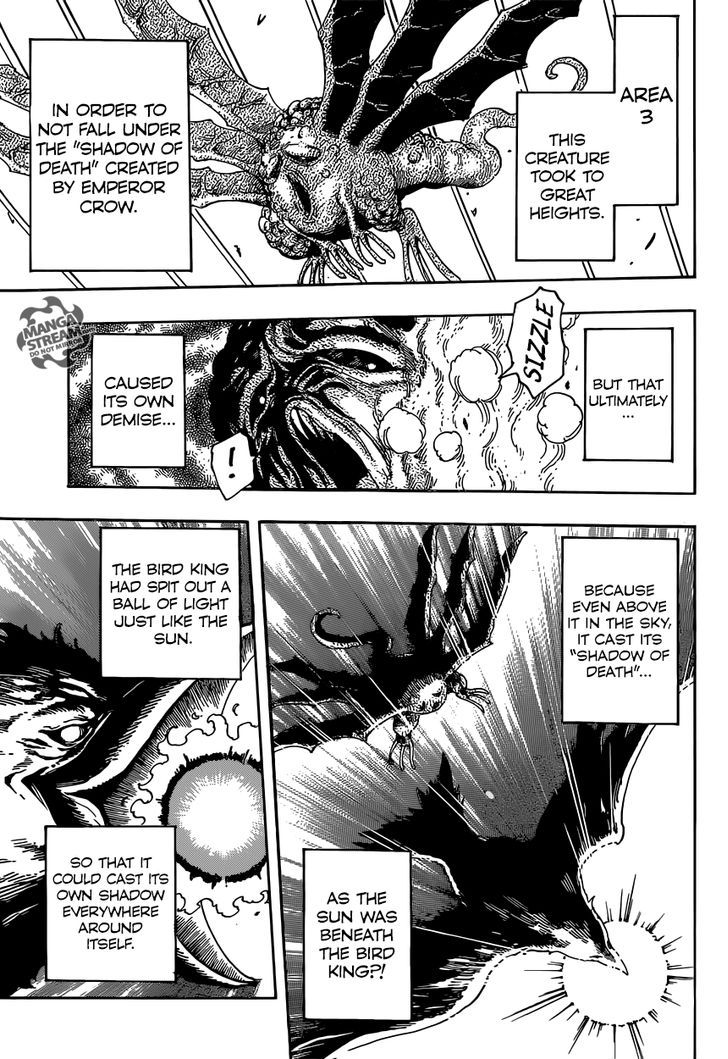 AREA
3
THIS
CREATURE
TOOK TO
GREAT
HEIGHTS.
IN ORDER TO
NOT FALL UNDER
THE "SHADOW OF
DEATH" CREATED
BY EMPEROR
CROW.
MANGA
STREAM
DO NOT MIRROR
SIZZLE
BUT THAT
ULTIMATELY
...
CAUSED
ITS OWN
DEMISE...
!
BECAUSE
EVEN ABOVE
IT IN THE SKY,
IT CAST ITS
"SHADOW OF
DEATH"...
AS THE
SUN WAS
BENEATH
THE BIRD
KING?!
THE BIRD KING
HAD SPIT OUT A
BALL OF LIGHT
JUST LIKE THE
SUN.
SO THAT IT
COULD CAST ITS
OWN SHADOW
EVERYWHERE
AROUND
ITSELF.